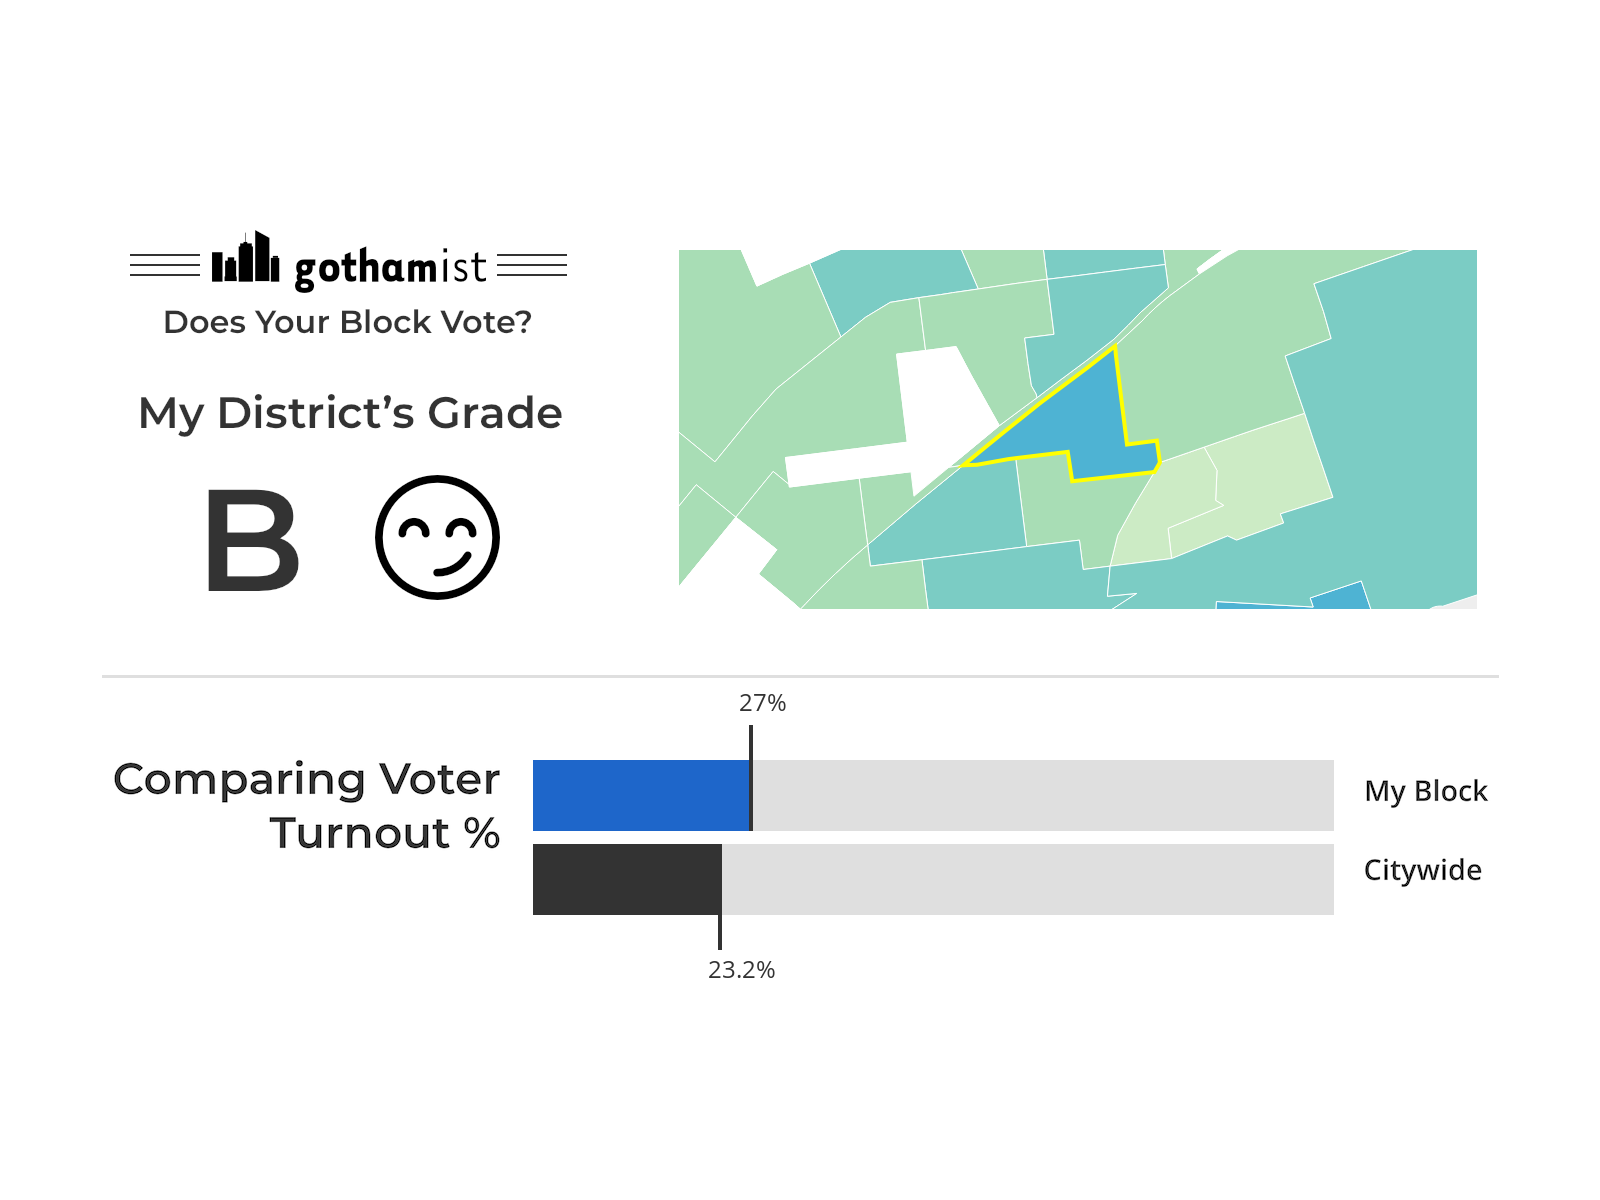 gothamist
Does Your Block Vote?
My District’s Grade
B
27%
Comparing Voter
Turnout %
My Block
Citywide
23.2%